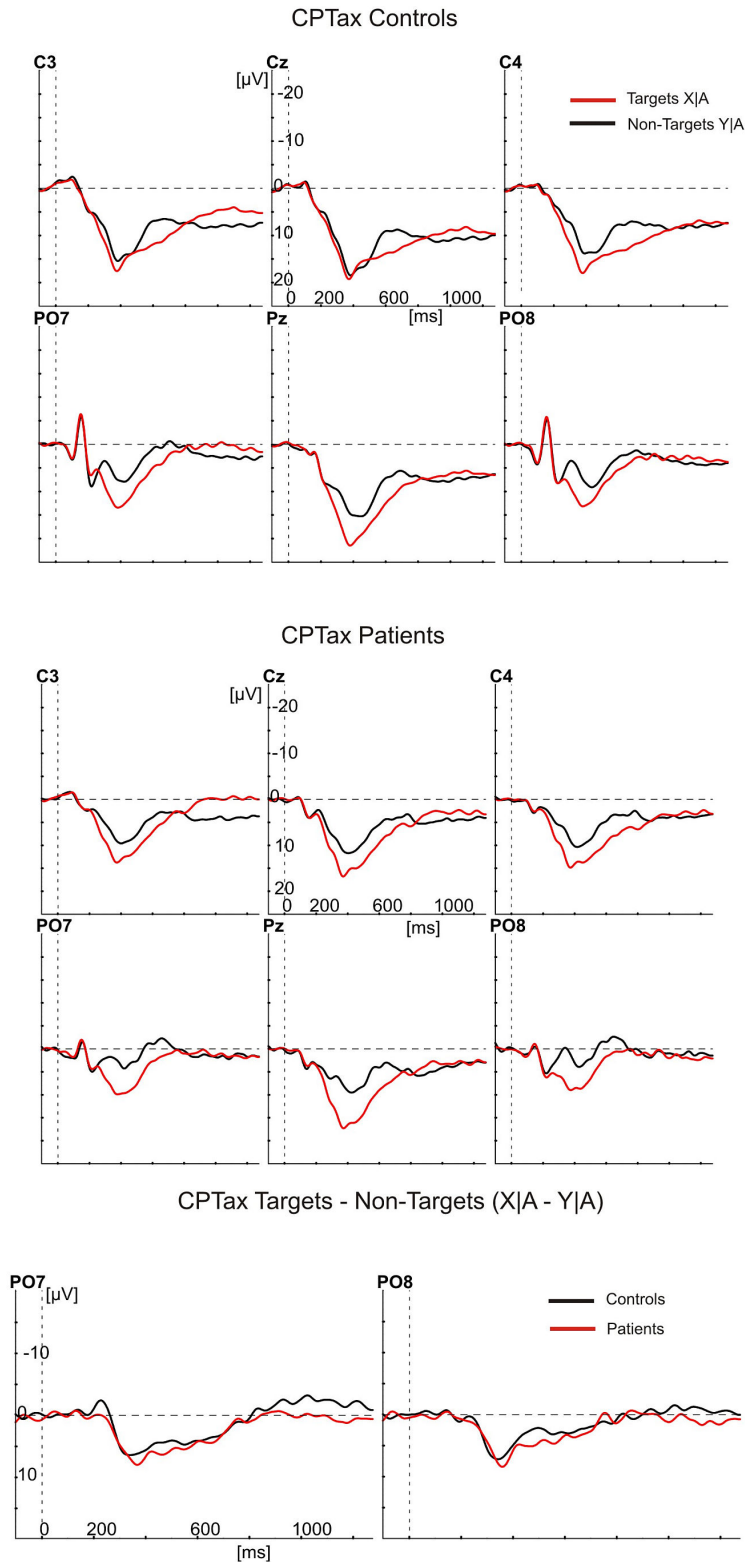 CPTax Controls
C3
Cz
C4
[µV]
-20
-10
0
10
20
Targets X|A
Non-Targets Y|A
0 200 600 1000
[ms]
PO7
Pz
PO8
CPTax Patients
C3
Cz
C4
[µV]
-20
-10
0
10
20
0 200 600 1000
[ms]
PO7
Pz
PO8
CPTax Targets - Non-Targets (X|A - Y|A)
PO7
PO8
[µV]
-10
0
10
Controls
Patients
0 200 600 1000
[ms]